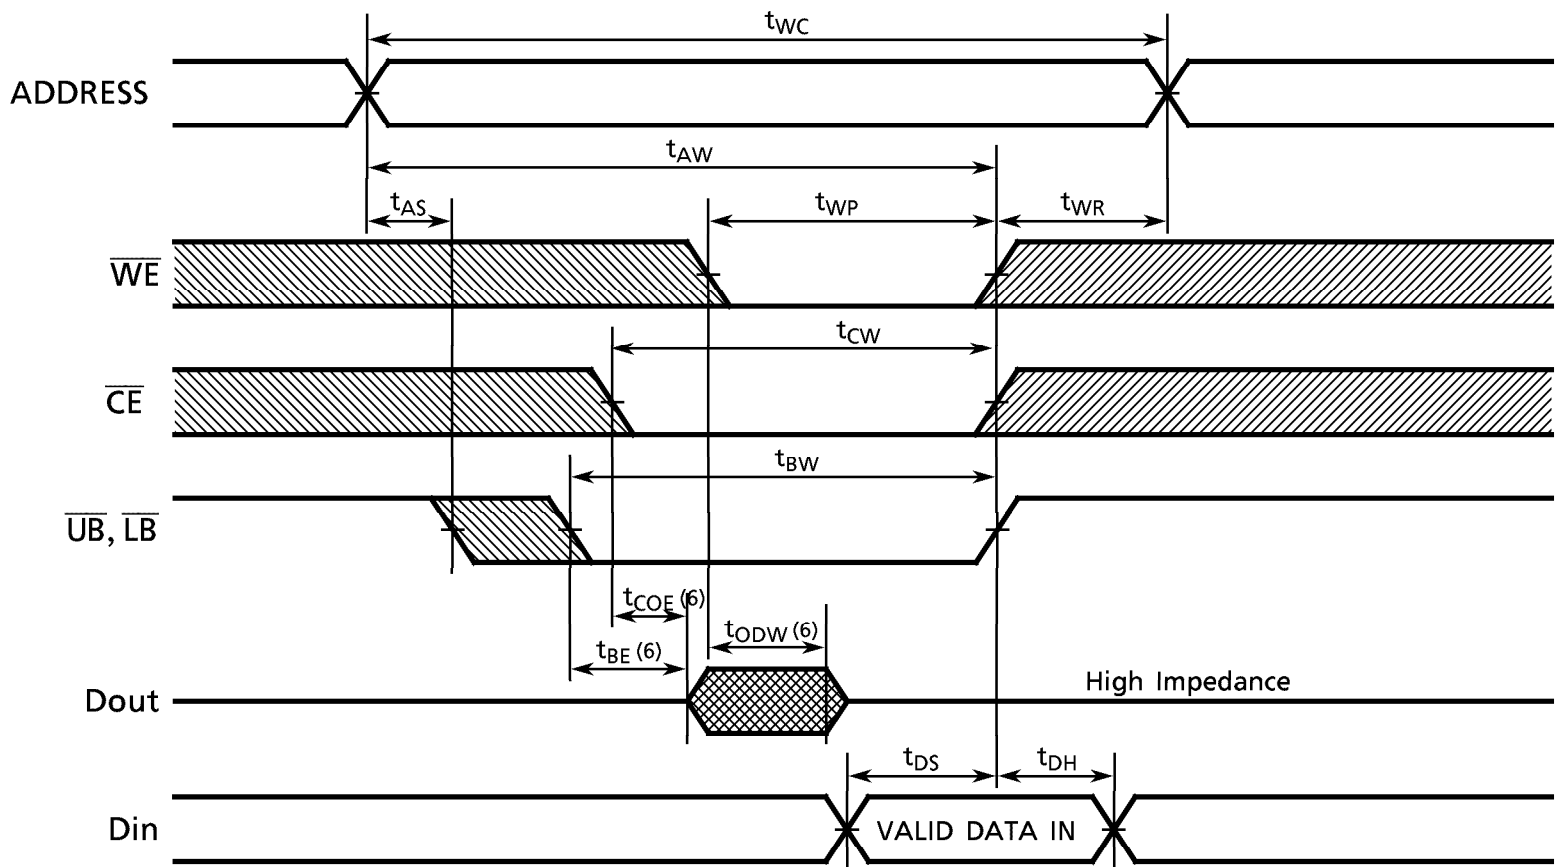 tWC
ADDRESS
tAW
tAS
tWP
tWR
WE
tCW
CE
tBW
UB, LB
tCOE (6)
tODW (6)
tBE (6)
High Impedance
Dout
tDS
tDH
Din
VALID DATA IN